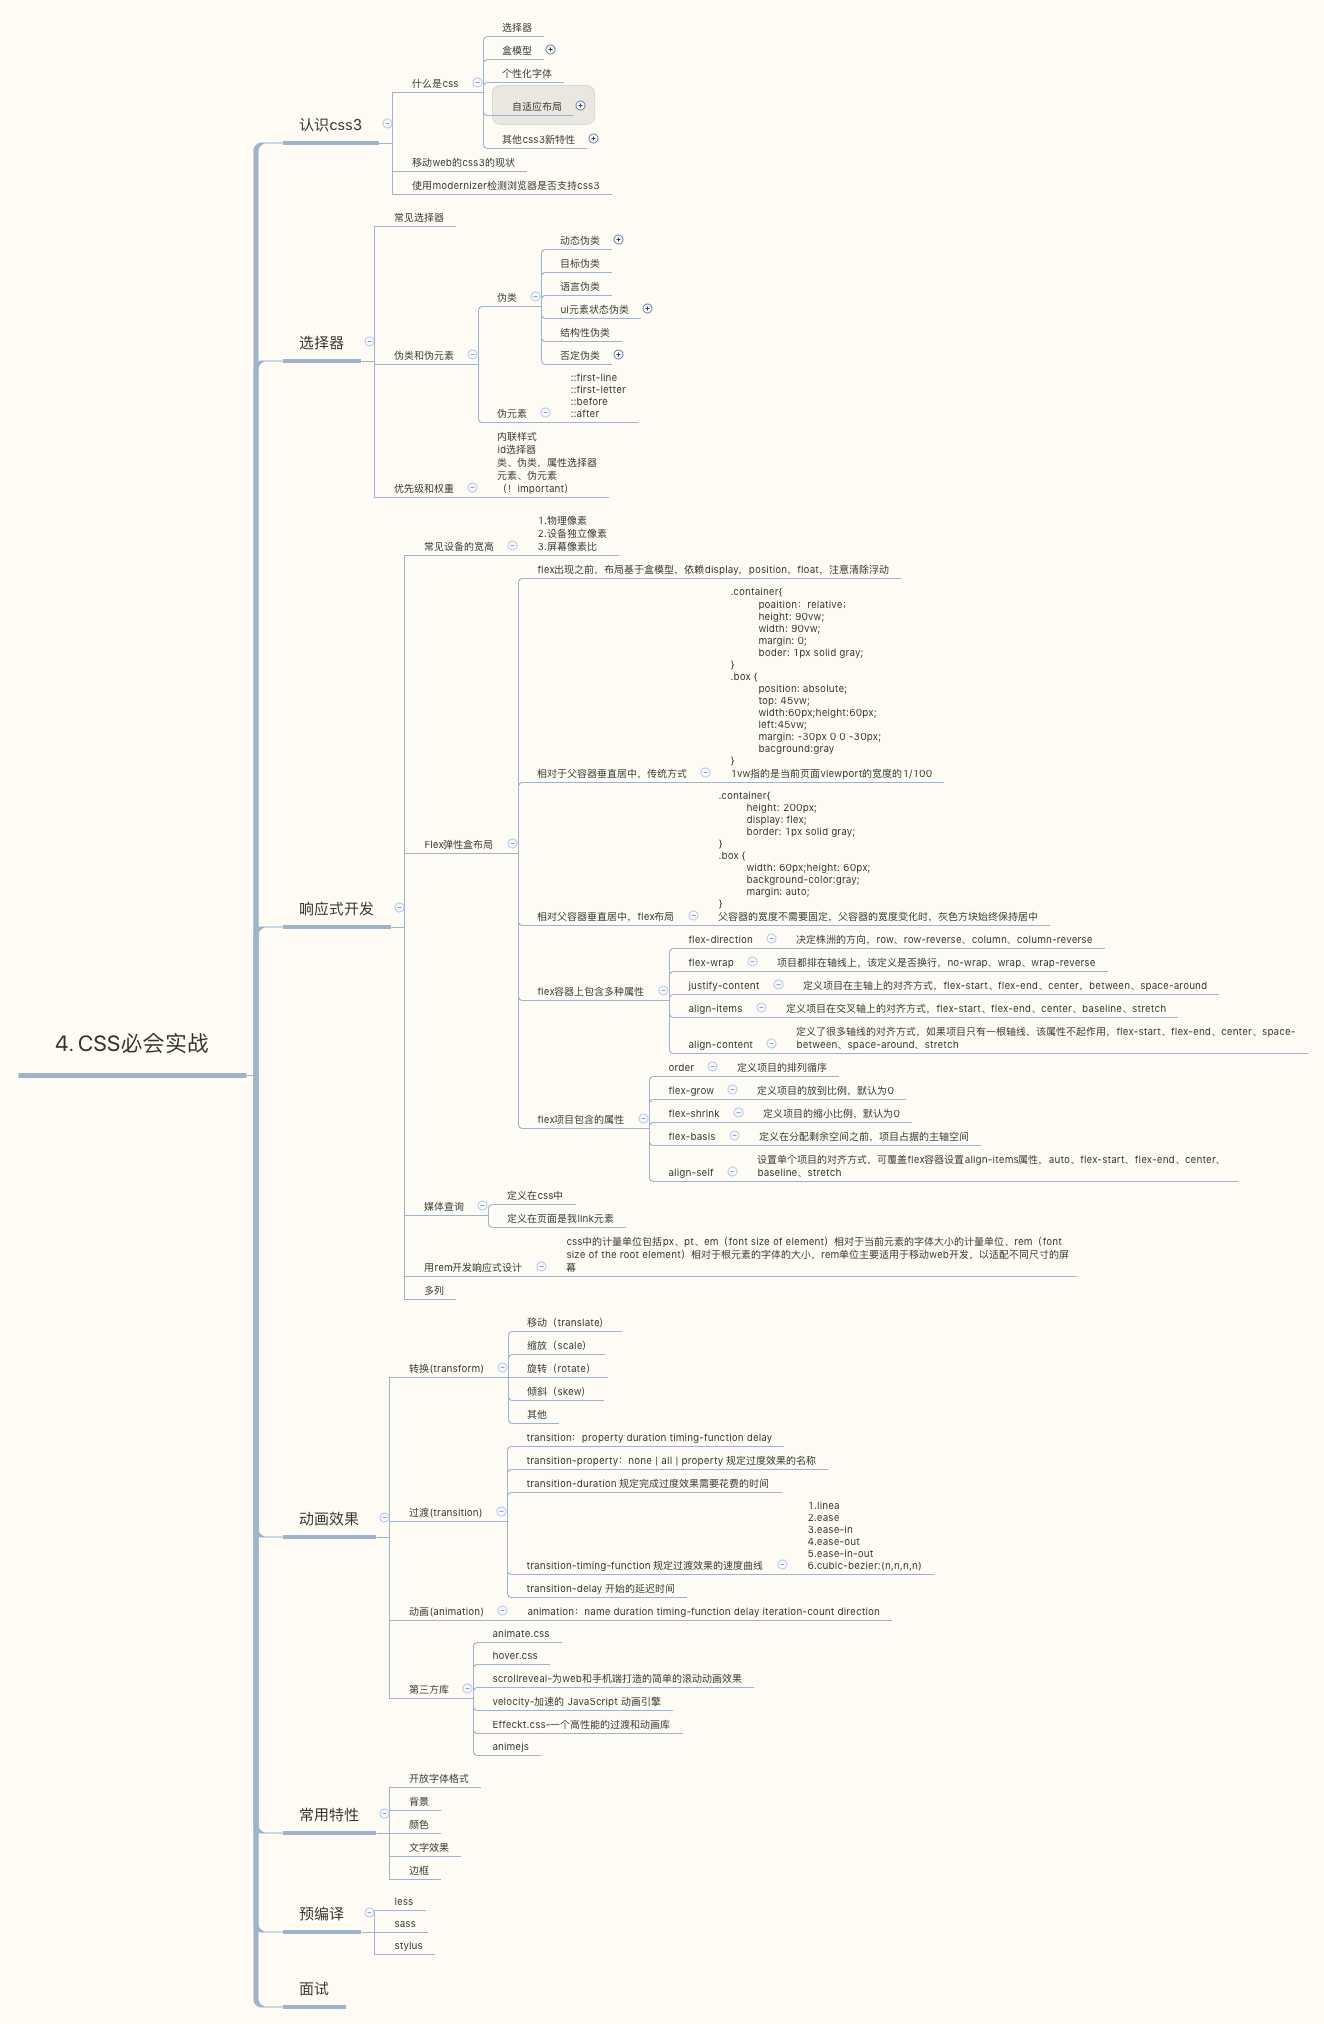 4. CSS必会实战
认识css3
什么是css
选择器
盒模型
个性化字体
自适应布局
其他css3新特性
移动web的css3的现状
使用modernizer检测浏览器是否支持css3
选择器
常见选择器
伪类和伪元素
伪类
动态伪类
目标伪类
语言伪类
ui元素状态伪类
结构性伪类
否定伪类
伪元素
::first-line
::first-letter
::before
::after
优先级和权重
内联样式
id选择器
类、伪类，属性选择器
元素、伪元素
（！important）
响应式开发
常见设备的宽高
1.物理像素
2.设备独立像素
3.屏幕像素比
Flex弹性盒布局
flex出现之前，布局基于盒模型，依赖display，position，float，注意清除浮动
相对于父容器垂直居中，传统方式
.container{
poaition：relative；
height: 90vw;
width: 90vw;
margin: 0;
boder: 1px solid gray;
}
.box {
position: absolute;
top: 45vw;
width:60px;height:60px;
left:45vw;
margin: -30px 0 0 -30px;
bacground:gray
}
1vw指的是当前页面viewport的宽度的1/100
相对父容器垂直居中，flex布局
.container{
height: 200px;
display: flex;
border: 1px solid gray;
}
.box {
width: 60px;height: 60px;
background-color:gray;
margin: auto;
}
父容器的宽度不需要固定，父容器的宽度变化时，灰色方块始终保持居中
flex容器上包含多种属性
flex-direction
决定株洲的方向，row、row-reverse、column、column-reverse
flex-wrap
项目都排在轴线上，该定义是否换行，no-wrap、wrap、wrap-reverse
justify-content
定义项目在主轴上的对齐方式，flex-start、flex-end、center，between、space-around
align-items
定义项目在交叉轴上的对齐方式，flex-start、flex-end、center、baseline、stretch
align-content
定义了很多轴线的对齐方式，如果项目只有一根轴线，该属性不起作用，flex-start、flex-end、center、space-
between、space-around、stretch
flex项目包含的属性
order
定义项目的排列循序
flex-grow
定义项目的放到比例，默认为0
flex-shrink
定义项目的缩小比例，默认为0
flex-basis
定义在分配剩余空间之前，项目占据的主轴空间
align-self
设置单个项目的对齐方式，可覆盖flex容器设置align-items属性，auto、flex-start、flex-end、center、
baseline、stretch
媒体查询
定义在css中
定义在页面是我link元素
用rem开发响应式设计
css中的计量单位包括px、pt、em（font size of element）相对于当前元素的字体大小的计量单位、rem（font
size of the root element）相对于根元素的字体的大小，rem单位主要适用于移动web开发，以适配不同尺寸的屏
幕
多列
动画效果
转换(transform)
移动（translate）
缩放（scale）
旋转（rotate）
倾斜（skew）
其他
过渡(transition)
transition：property duration timing-function delay
transition-property：none | all | property 规定过度效果的名称
transition-duration 规定完成过度效果需要花费的时间
transition-timing-function 规定过渡效果的速度曲线
1.linea
2.ease
3.ease-in
4.ease-out
5.ease-in-out
6.cubic-bezier:(n,n,n,n)
transition-delay 开始的延迟时间
动画(animation)
animation：name duration timing-function delay iteration-count direction
第三方库
animate.css
hover.css
scrollreveal-为web和手机端打造的简单的滚动动画效果
velocity-加速的 JavaScript 动画引擎
Effeckt.css-一个高性能的过渡和动画库
animejs
常用特性
开放字体格式
背景
颜色
文字效果
边框
预编译
less
sass
stylus
面试